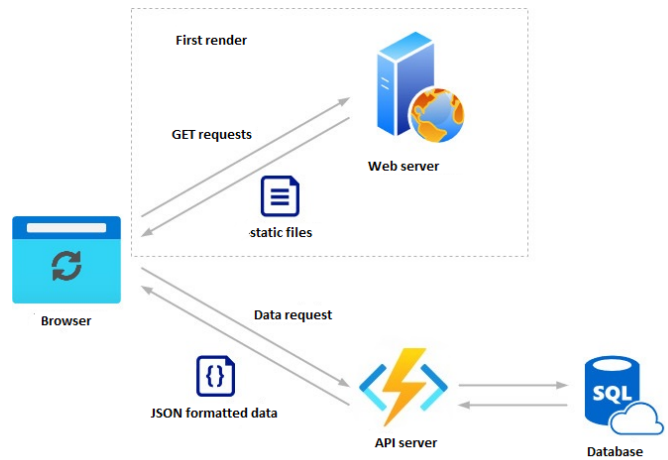 First render
GET requests
Web server
static files
Browser
Data request
{}
JSON formatted data
API server
SQL
Database